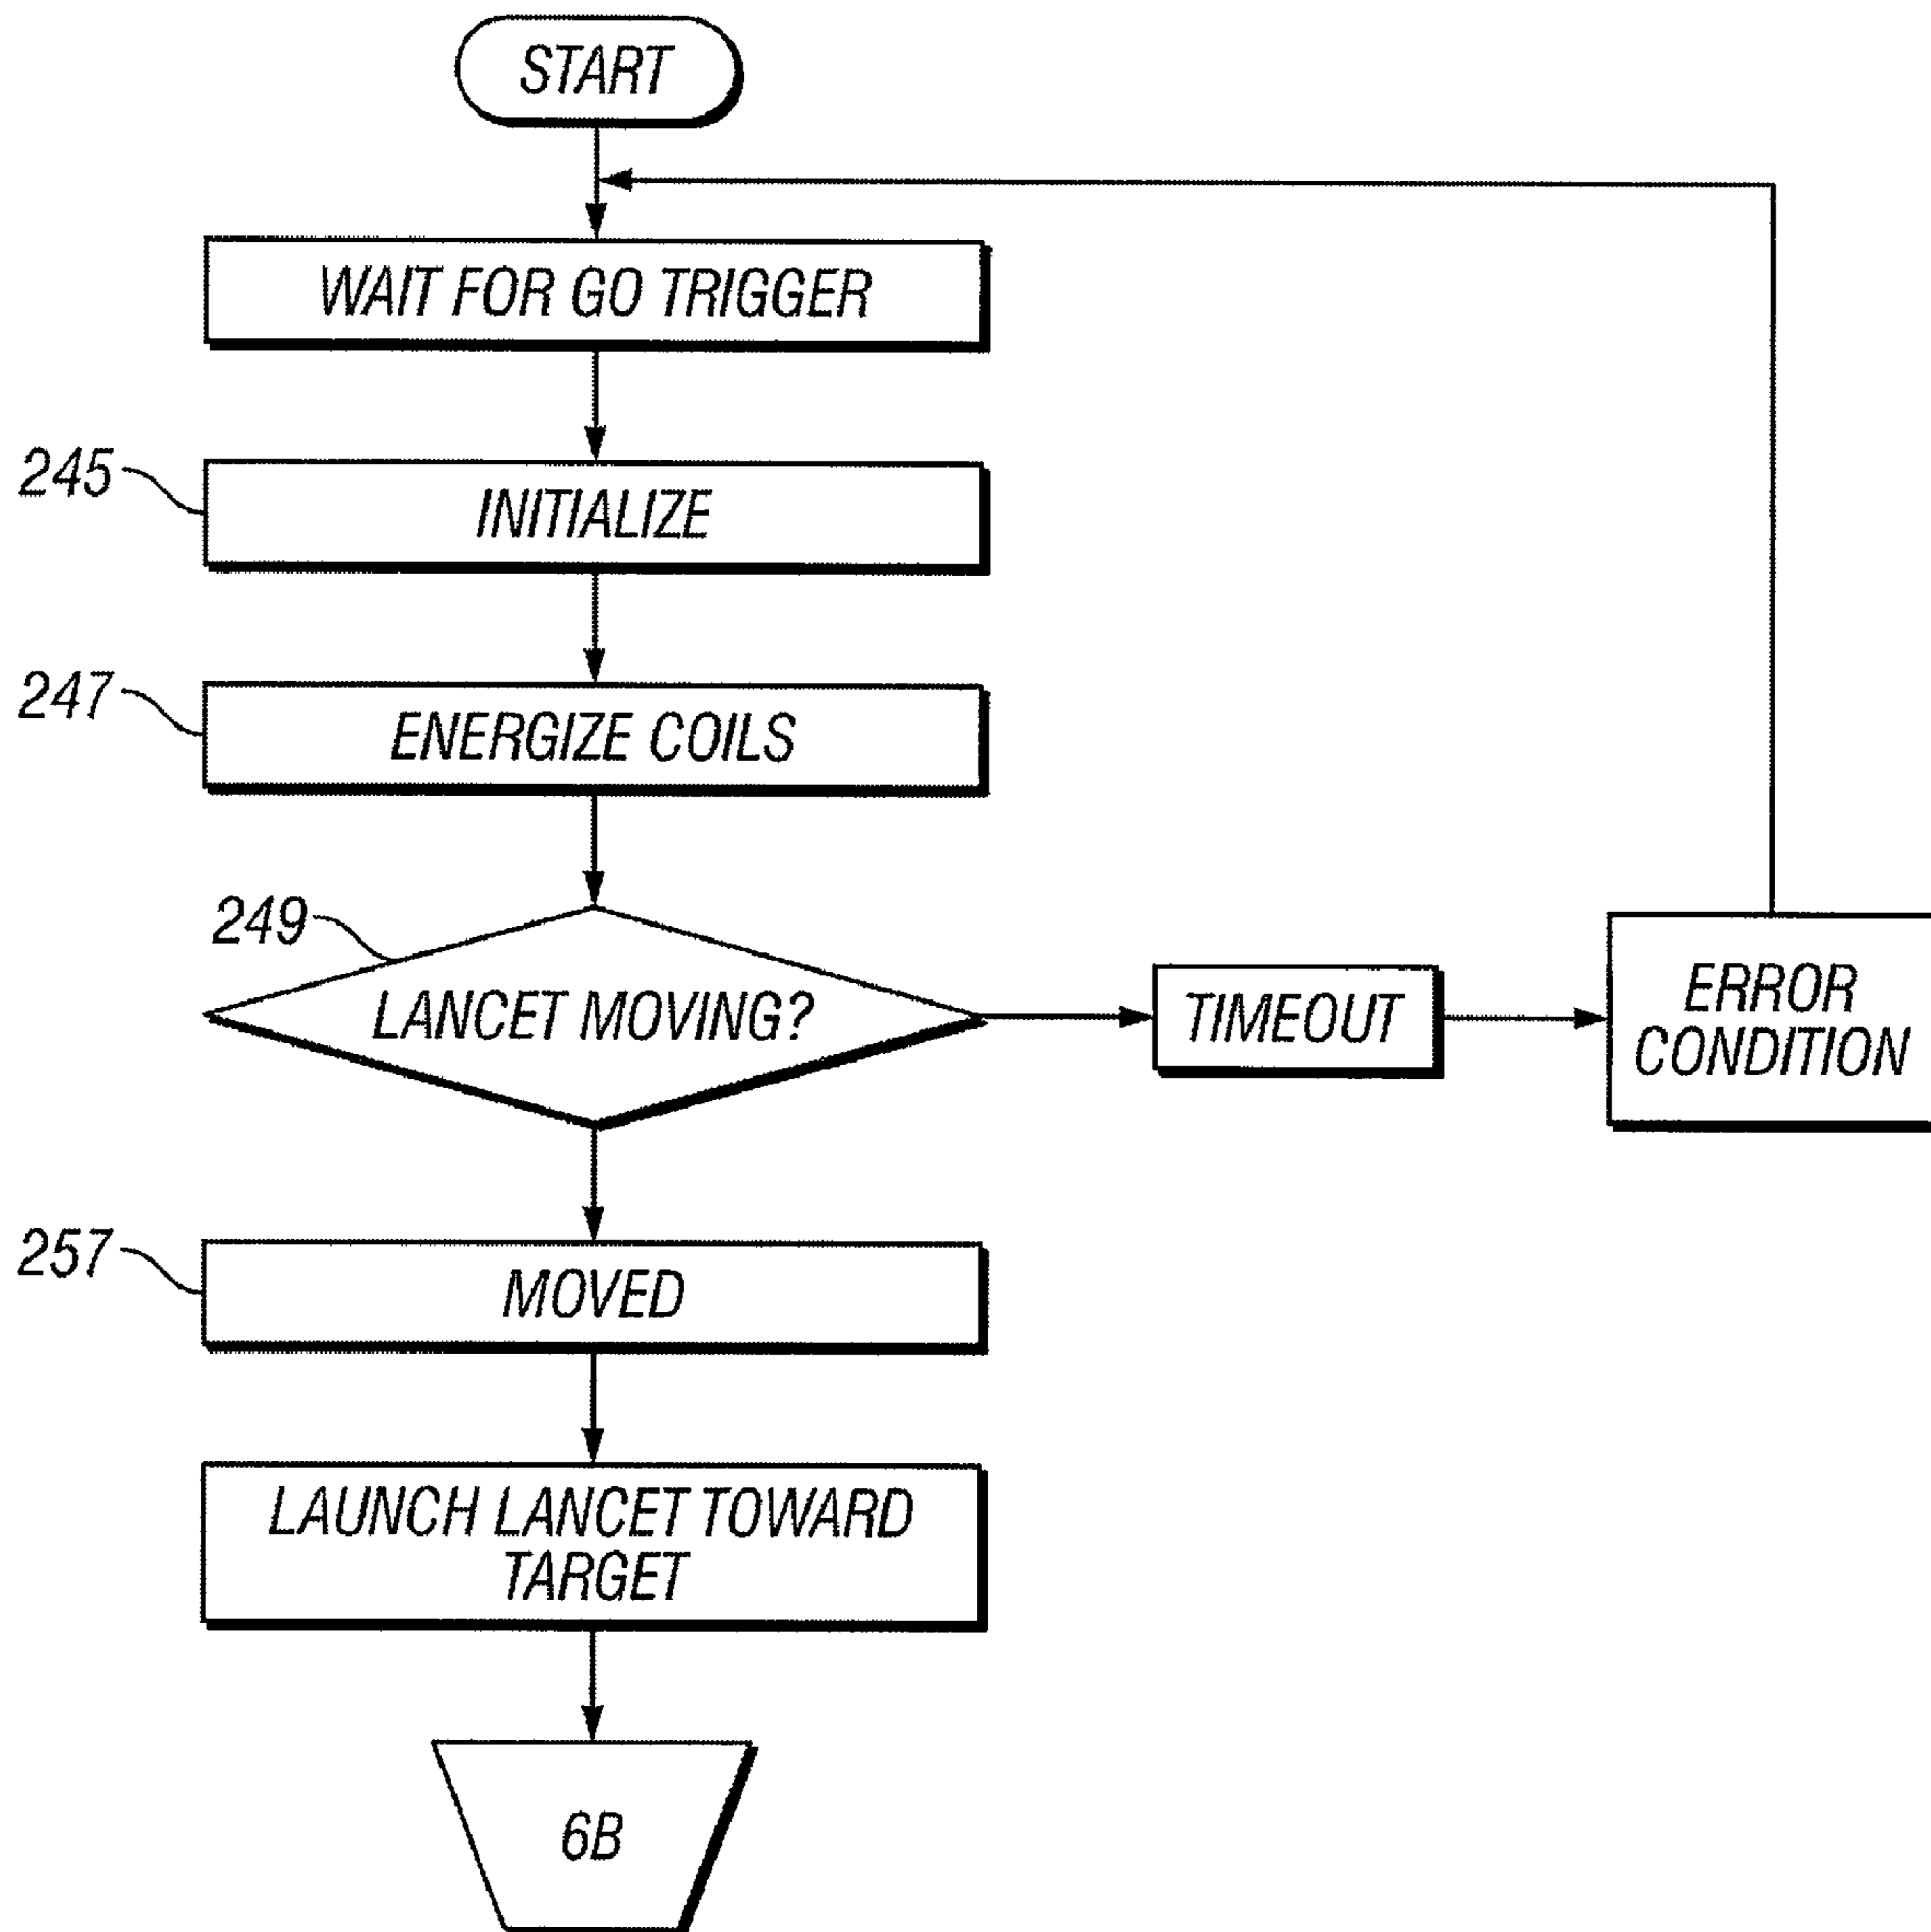 START
WAIT FOR GO TRIGGER
245
INITIALIZE
247
ENERGIZE COILS
249
LANCET MOVING?
TIMEOUT
ERROR
CONDITION
257
MOVED
LAUNCH LANCET TOWARD
TARGET
6B